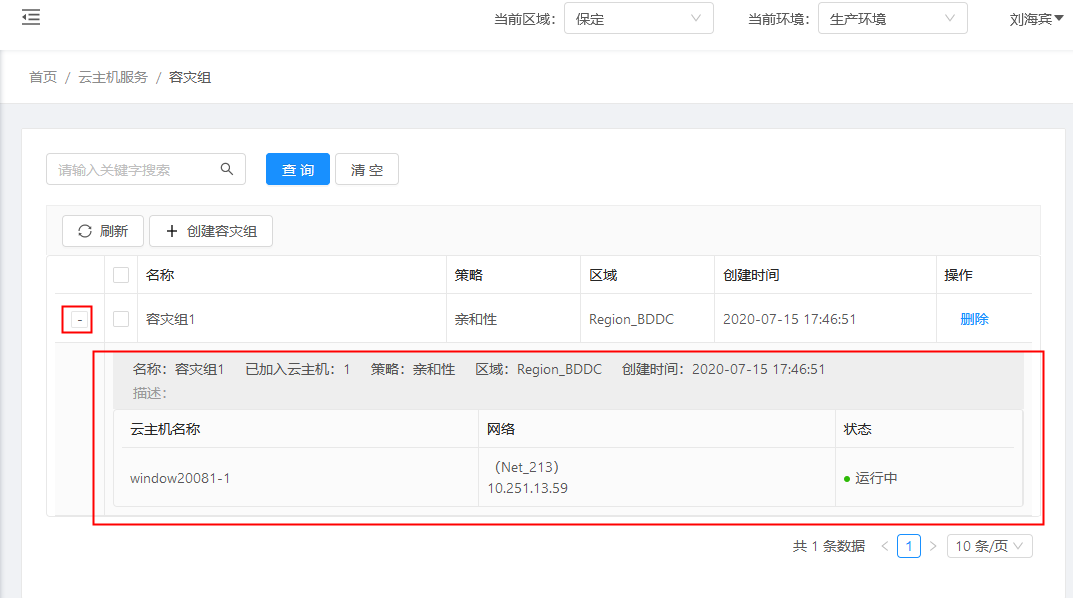 当前区域： 保定 当前环境： 生产环境 刘海宾
首页 / 云主机服务 / 容灾组
请输入关键字搜索 查 询 清 空
刷新 + 创建容灾组
名称 策略 区域 创建时间 操作
- 容灾组1 亲和性 Region_BDDC 2020-07-15 17:46:51 删除
名称：容灾组1 已加入云主机：1 策略：亲和性 区域：Region_BDDC 创建时间：2020-07-15 17:46:51
描述：
云主机名称 网络 状态
window20081-1 （Net_213） 运行中
10.251.13.59
共 1 条数据 < 1 > 10 条/页